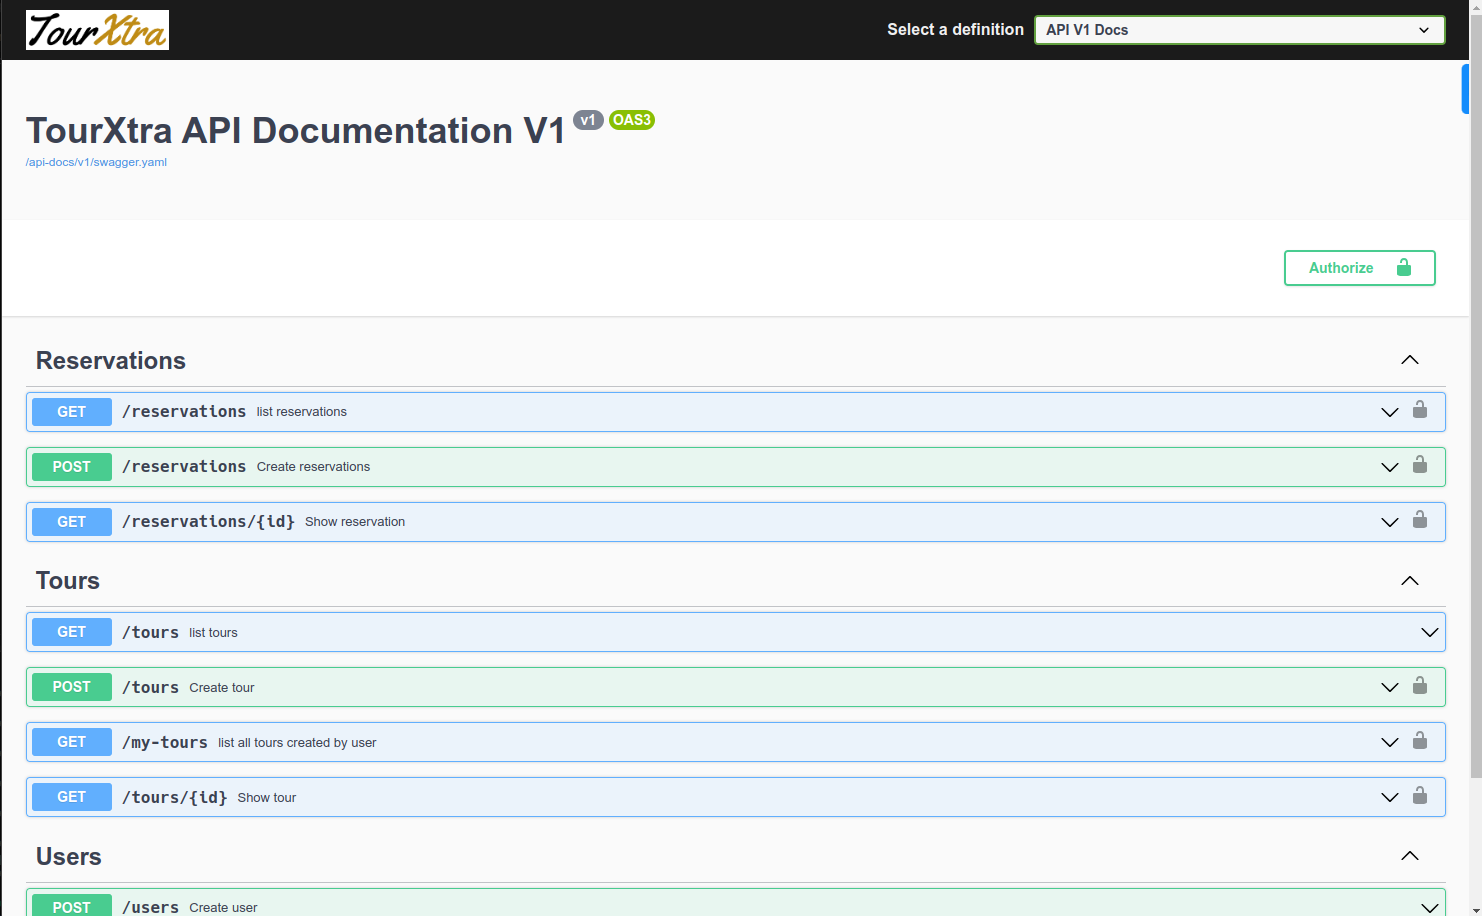 TourXtra
Select a definition
API V1 Docs
TourXtra API Documentation V1 v1 OAS3
/api-docs/v1/swagger.yaml
Authorize
Reservations
GET /reservations list reservations
POST /reservations Create reservations
GET /reservations/{id} Show reservation
Tours
GET /tours list tours
POST /tours Create tour
GET /my-tours list all tours created by user
GET /tours/{id} Show tour
Users
POST /users Create user